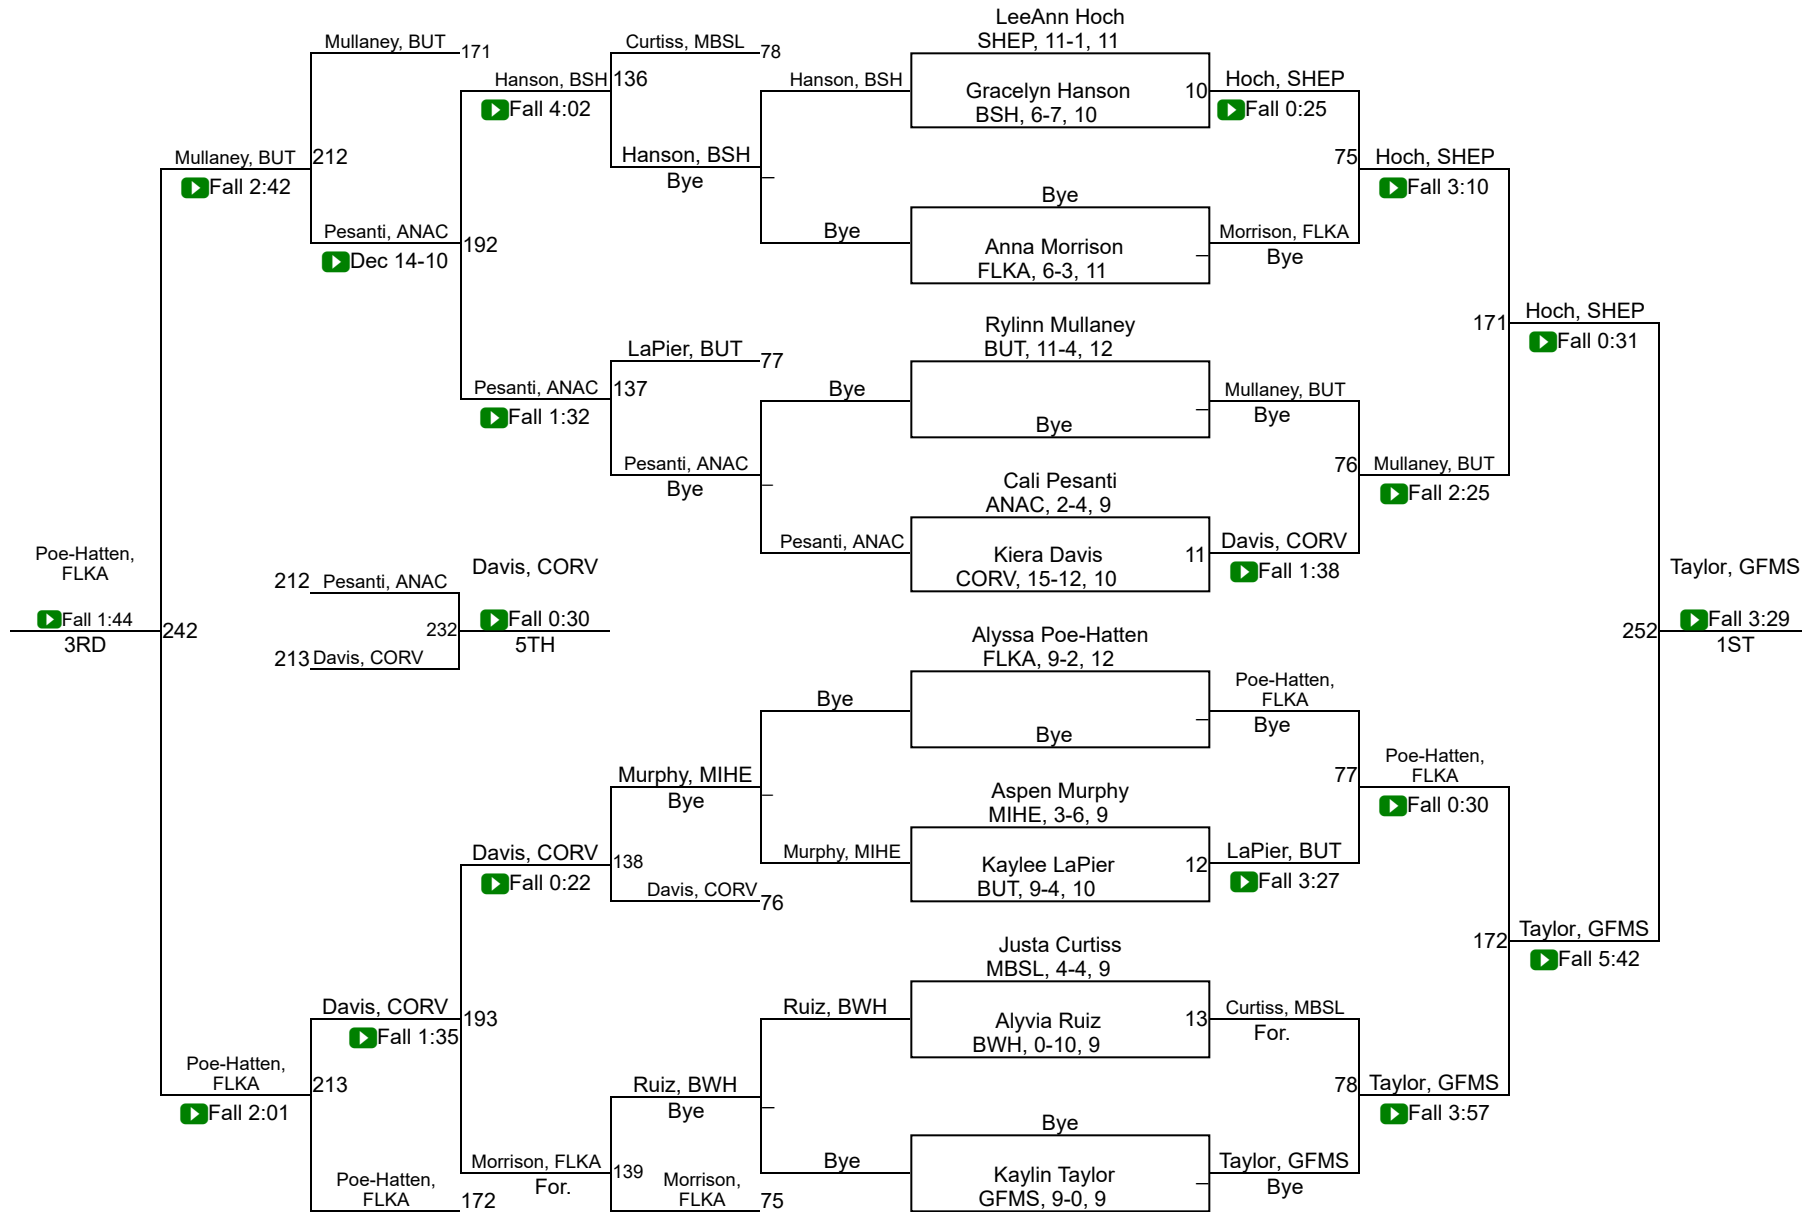 LeeAnn Hoch
Mullaney, BUT
171
Curtiss, MBSL
78
SHEP, 11-1, 11
Hanson, BSH
136
Hanson, BSH
Gracelyn Hanson
10
Hoch, SHEP
Fall 4:02
BSH, 6-7, 10
Fall 0:25
Mullaney, BUT
212
Hanson, BSH
75
Hoch, SHEP
Fall 2:42
Bye
Bye
Fall 3:10
Pesanti, ANAC
192
Bye
Anna Morrison
Morrison, FLKA
Dec 14-10
FLKA, 6-3, 11
Bye
Rylinn Mullaney
171
Hoch, SHEP
LaPier, BUT
77
BUT, 11-4, 12
Fall 0:31
Pesanti, ANAC
137
Bye
Mullaney, BUT
Fall 1:32
Bye
Bye
Pesanti, ANAC
76
Mullaney, BUT
Bye
Cali Pesanti
Fall 2:25
ANAC, 2-4, 9
Pesanti, ANAC
Kiera Davis
11
Davis, CORV
Poe-Hatten,
FLKA
212
Pesanti, ANAC
Davis, CORV
CORV, 15-12, 10
Fall 1:38
Taylor, GFMS
Fall 1:44
242
232
Fall 0:30
252
Fall 3:29
3RD
5TH
1ST
213
Davis, CORV
Alyssa Poe-Hatten
FLKA, 9-2, 12
Bye
Poe-Hatten,
FLKA
Bye
Bye
Murphy, MIHE
77
Poe-Hatten,
FLKA
Bye
Aspen Murphy
Fall 0:30
MIHE, 3-6, 9
Davis, CORV
138
Murphy, MIHE
Kaylee LaPier
12
LaPier, BUT
Fall 0:22
Davis, CORV
76
BUT, 9-4, 10
Fall 3:27
Justa Curtiss
172
Taylor, GFMS
MBSL, 4-4, 9
Fall 5:42
Davis, CORV
193
Ruiz, BWH
Alyvia Ruiz
13
Curtiss, MBSL
Fall 1:35
BWH, 0-10, 9
For.
Poe-Hatten,
FLKA
213
Ruiz, BWH
78
Taylor, GFMS
Fall 2:01
Bye
Bye
Fall 3:57
Morrison, FLKA
139
Bye
Kaylin Taylor
Taylor, GFMS
For.
GFMS, 9-0, 9
Bye
Poe-Hatten,
FLKA
172
Morrison,
FLKA
75